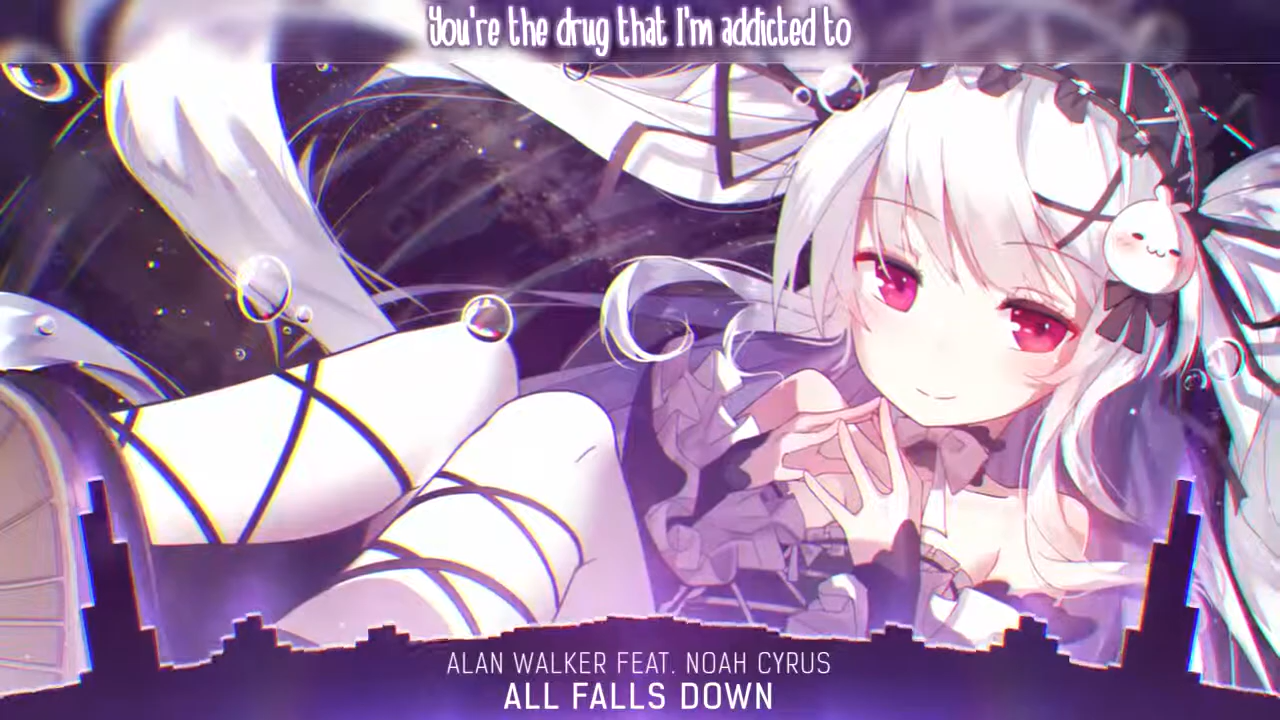 You're the drug that I'm addicted to
ALAN WALKER FEAT. NOAH CYRUS
ALL FALLS DOWN